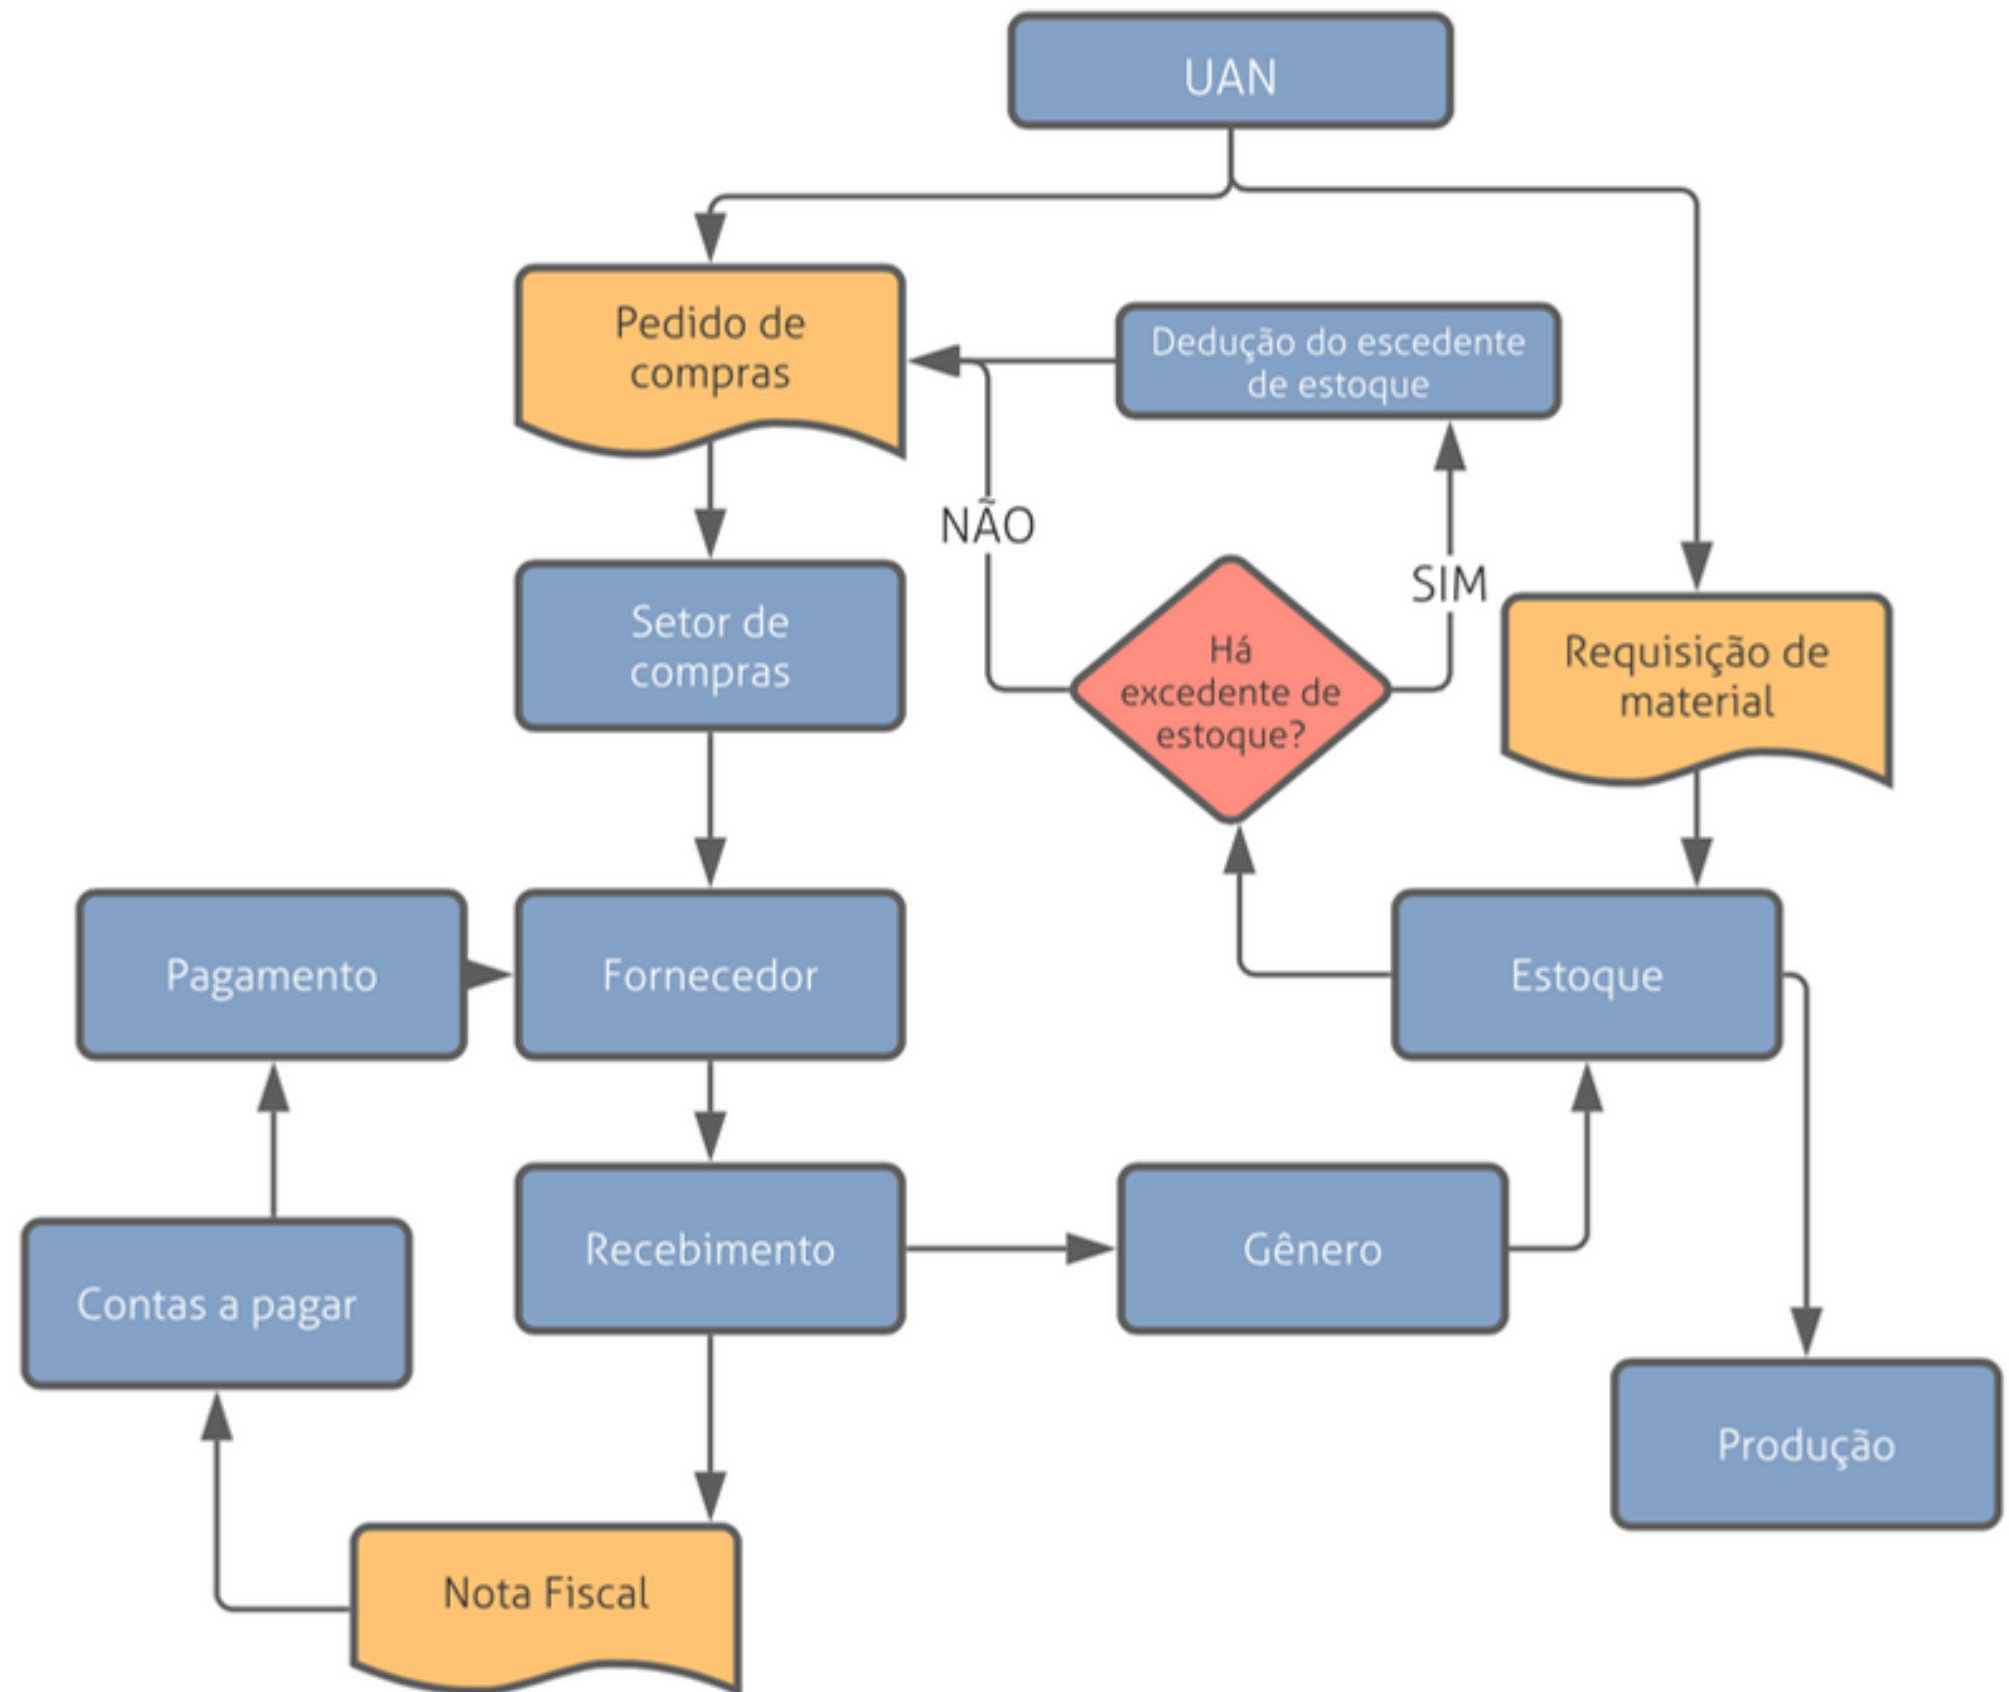 UAN
Pedido de
compras
Dedução do escedente
de estoque
NÃO
SIM
Setor de
compras
Há
excedente de
estoque?
Requisição de
material
Pagamento
Fornecedor
Estoque
Contas a pagar
Recebimento
Gênero
Produção
Nota Fiscal